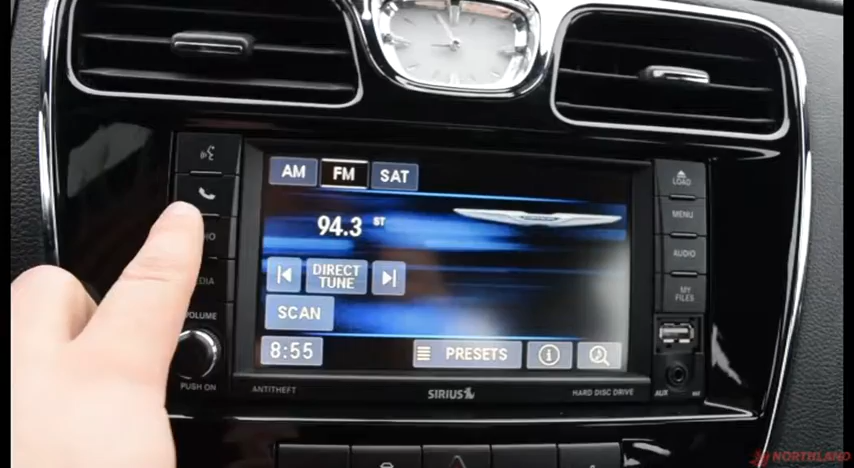 LOAD
AM FM SAT
MENU
94.3 ST
AUDIO
DIRECT
TUNE
MY
FILES
SCAN
VOLUME
8:55 PRESETS
PUSH ON
ANTITHEFT SIRIUS HARD DISC DRIVE
AUX
NORTHLAND